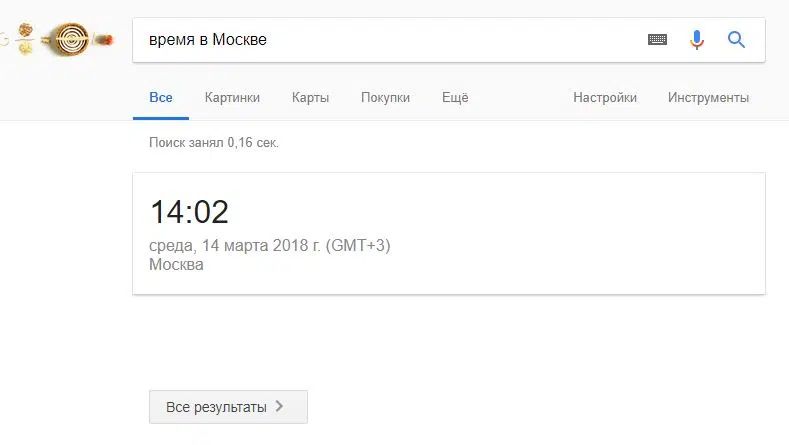 время в Москве
Все Картинки Карты Покупки Ещё Настройки Инструменты
Поиск занял 0,16 сек.
14:02
среда, 14 марта 2018 г. (GMT+3)
Москва
Все результаты